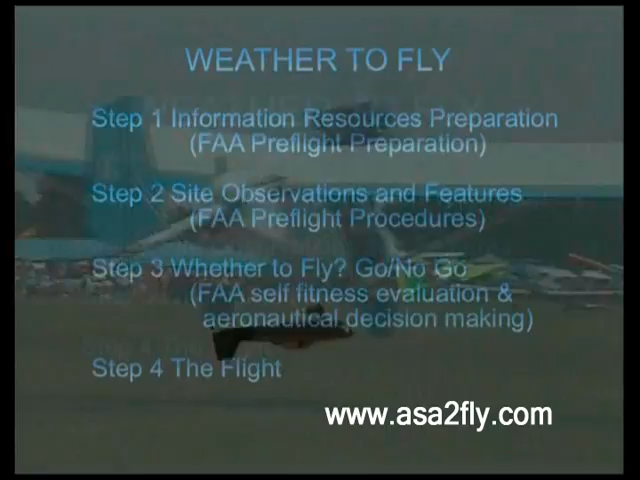 WEATHER TO FLY
Step 1 Information Resources Preparation
(FAA Preflight Preparation)
Step 2 Site Observations and Features
(FAA Preflight Procedures)
Step 3 Whether to Fly? Go/No Go
(FAA self fitness evaluation &
aeronautical decision making)
Step 4 The Flight
www.asa2fly.com